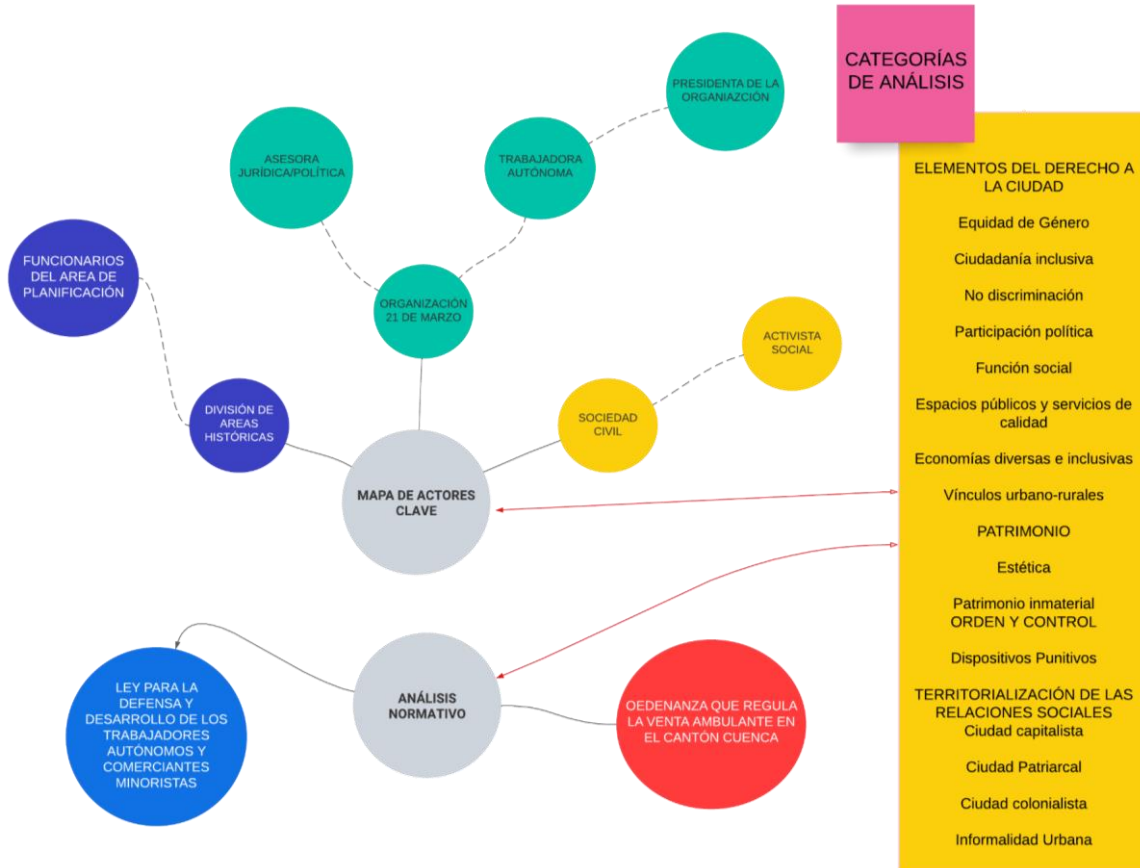 CATEGORÍAS
DE ANÁLISIS
PRESIDENTA DE LA
ORGANIAZCIÓN
ASESORA
JURÍDICA/POLÍTICA
TRABAJADORA
AUTÓNOMA
FUNCIONARIOS
DEL AREA DE
PLANIFICACIÓN
ORGANIZACIÓN
21 DE MARZO
ACTIVISTA
SOCIAL
DIVISIÓN DE
AREAS
HISTÓRICAS
SOCIEDAD
CIVIL
MAPA DE ACTORES
CLAVE
ANÁLISIS
NORMATIVO
LEY PARA LA
DEFENSA Y
DESARROLLO DE LOS
TRABAJADORES
AUTÓNOMOS Y
COMERCIANTES
MINORISTAS
OEDENANZA QUE REGULA
LA VENTA AMBULANTE EN
EL CANTÓN CUENCA
ELEMENTOS DEL DERECHO A
LA CIUDAD
Equidad de Género
Ciudadanía inclusiva
No discriminación
Participación política
Función social
Espacios públicos y servicios de
calidad
Economías diversas e inclusivas
Vínculos urbano-rurales
PATRIMONIO
Estética
Patrimonio inmaterial
ORDEN Y CONTROL
Dispositivos Punitivos
TERRITORIALIZACIÓN DE LAS
RELACIONES SOCIALES
Ciudad capitalista
Ciudad Patriarcal
Ciudad colonialista
Informalidad Urbana